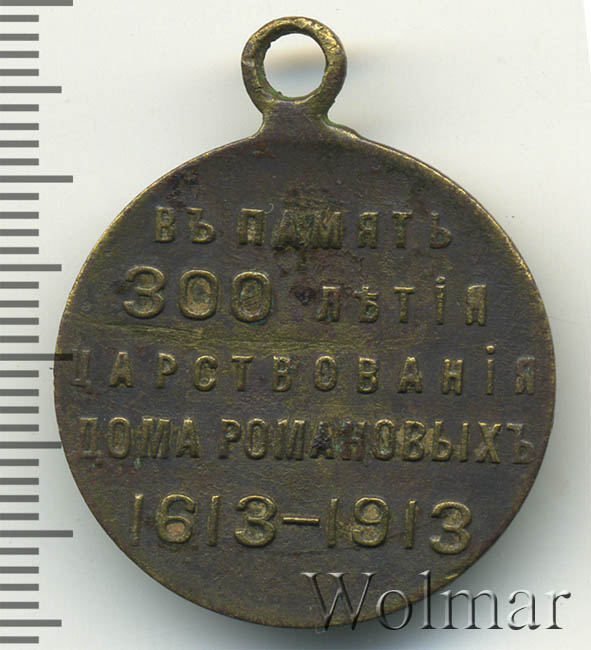 ВЪ ПАМЯТЬ
300 ЛѢТІЯ
ЦАРСТВОВАНІЯ
ДОМА РОМАНОВЫХЪ
1613–1913
Wolmar